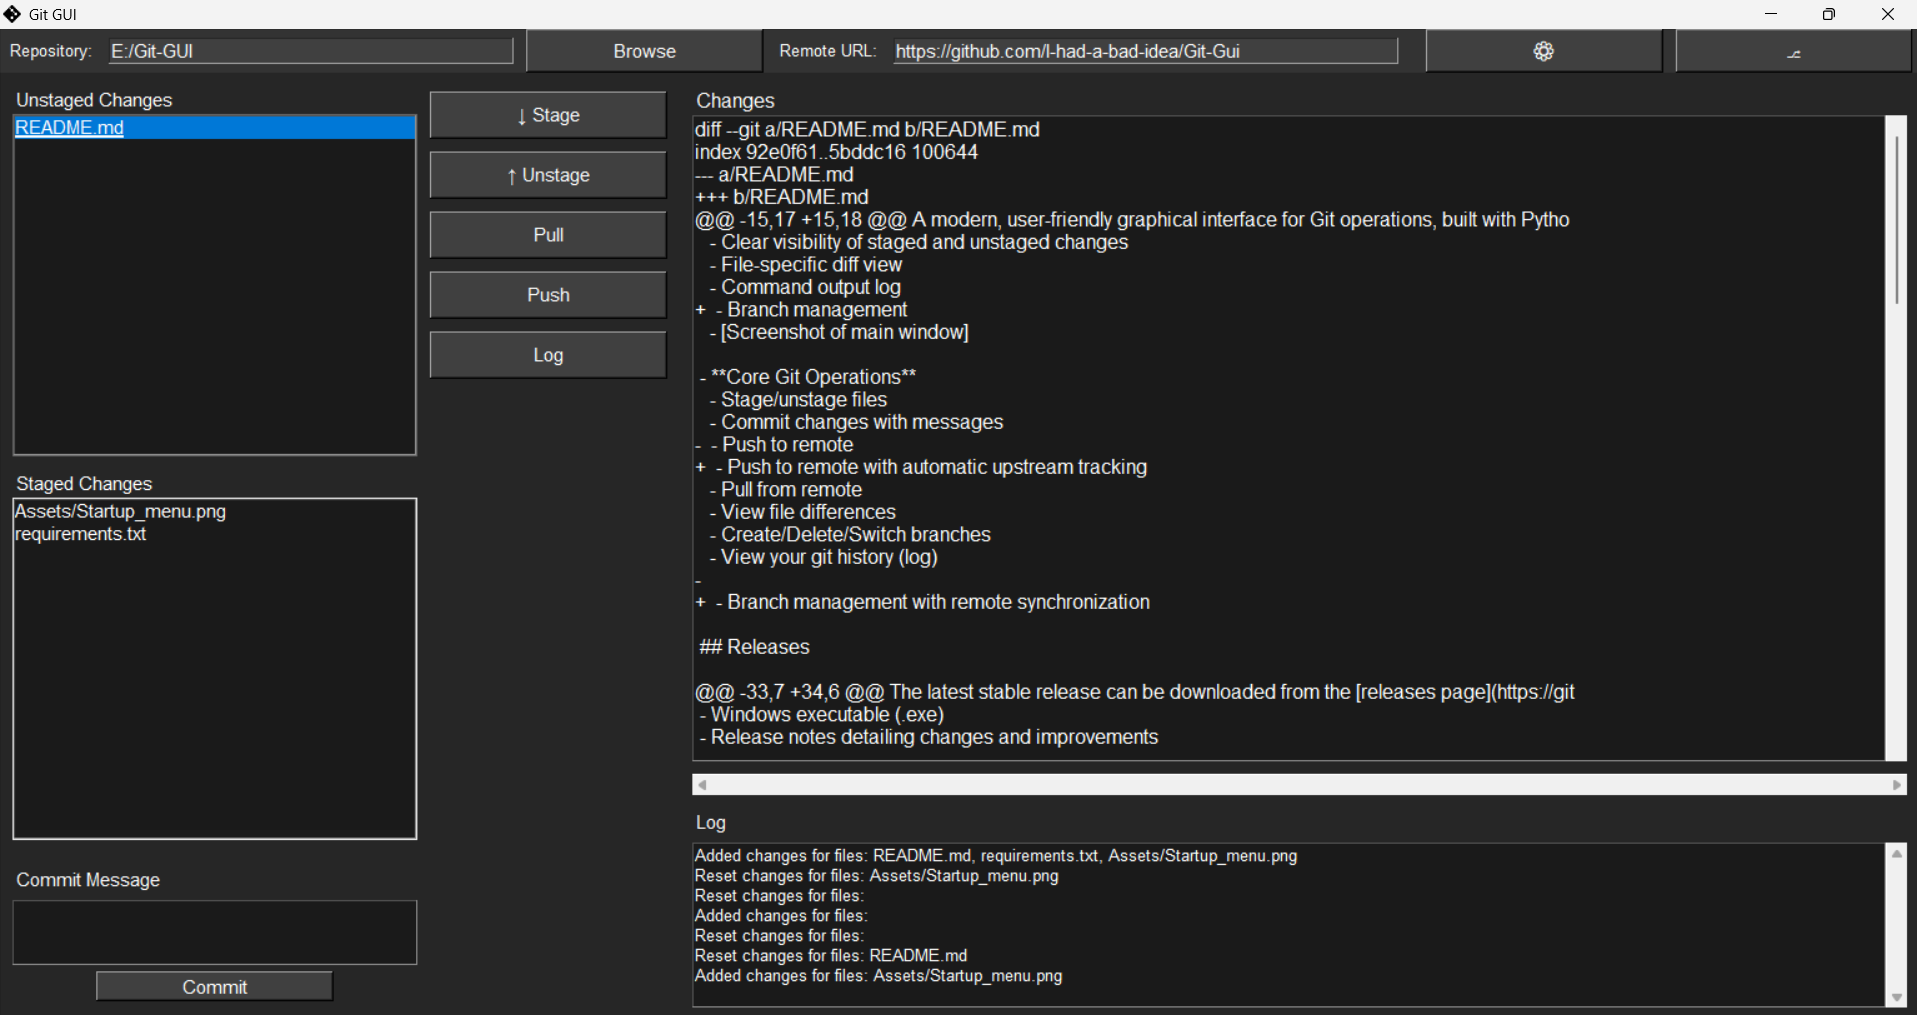 Git GUI
Repository: E:/Git-GUI Browse Remote URL: https://github.com/I-had-a-bad-idea/Git-Gui
Unstaged Changes
README.md
↓ Stage
↑ Unstage
Pull
Push
Log
Staged Changes
Assets/Startup_menu.png
requirements.txt
Commit Message
Commit
Changes
diff --git a/README.md b/README.md
index 92e0f61..5bddc16 100644
--- a/README.md
+++ b/README.md
@@ -15,17 +15,18 @@ A modern, user-friendly graphical interface for Git operations, built with Pytho
   - Clear visibility of staged and unstaged changes
   - File-specific diff view
   - Command output log
+  - Branch management
   - [Screenshot of main window]
 - **Core Git Operations**
   - Stage/unstage files
   - Commit changes with messages
-  - Push to remote
+  - Push to remote with automatic upstream tracking
   - Pull from remote
   - View file differences
   - Create/Delete/Switch branches
   - View your git history (log)
-
+  - Branch management with remote synchronization
 ## Releases
@@ -33,7 +34,6 @@ The latest stable release can be downloaded from the [releases page](https://git
 - Windows executable (.exe)
 - Release notes detailing changes and improvements
Log
Added changes for files: README.md, requirements.txt, Assets/Startup_menu.png
Reset changes for files: Assets/Startup_menu.png
Reset changes for files:
Added changes for files:
Reset changes for files:
Reset changes for files: README.md
Added changes for files: Assets/Startup_menu.png